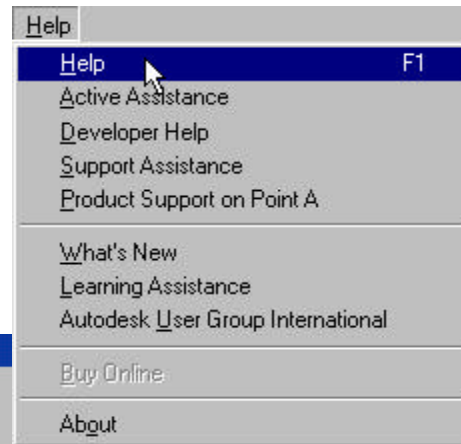 Help
Help F1
Active Assistance
Developer Help
Support Assistance
Product Support on Point A
What's New
Learning Assistance
Autodesk User Group International
Buy Online
About